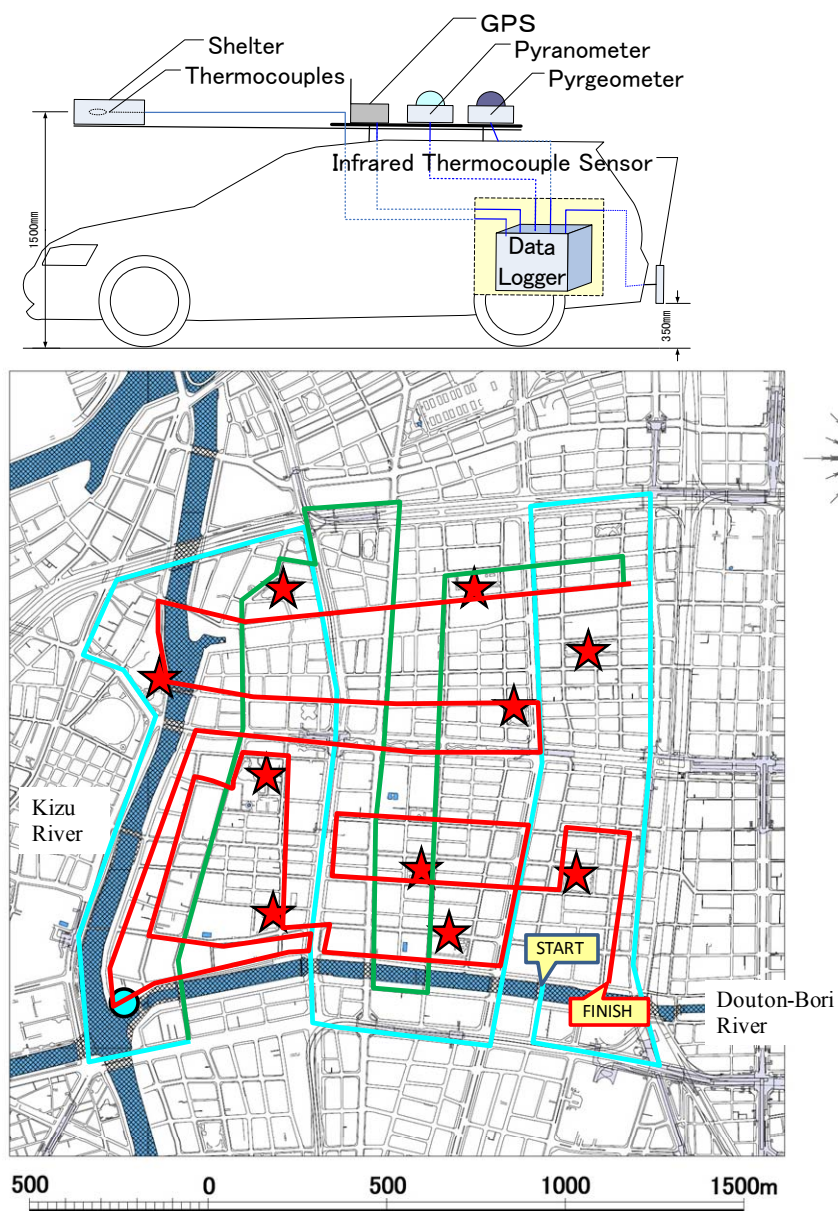 GPS
Shelter
Pyranometer
Thermocouples
Pyrgeometer
Infrared Thermocouple Sensor
1500mm
Data
Logger
350mm
Kizu
River
START
FINISH
Douton-Bori
River
500 0 500 1000 1500m